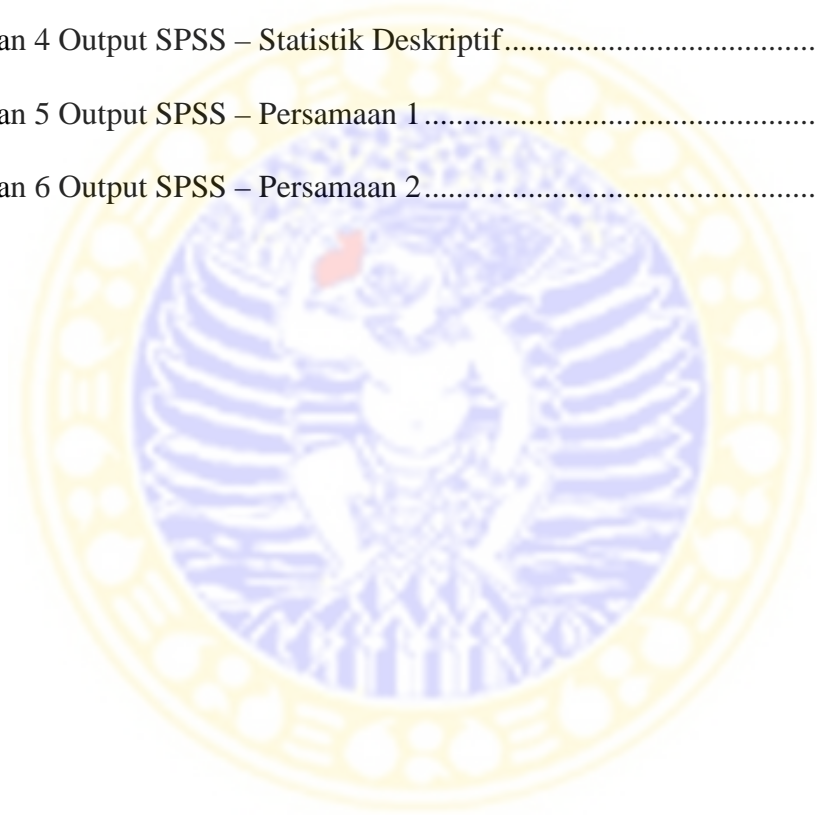 an 4 Output SPSS – Statistik Deskriptif.......................................
an 5 Output SPSS – Persamaan 1.................................................
an 6 Output SPSS – Persamaan 2.................................................